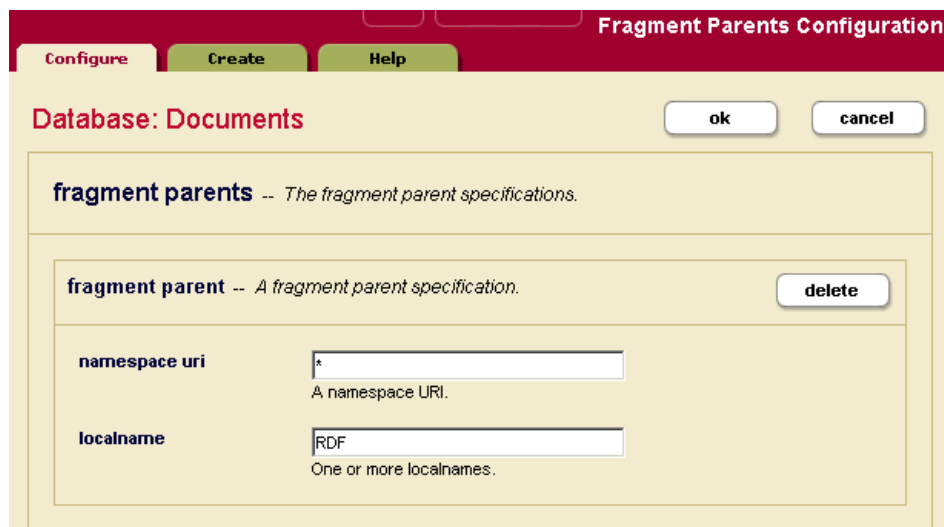 Fragment Parents Configuration
Configure Create Help
Database: Documents ok cancel
fragment parents -- The fragment parent specifications.
fragment parent -- A fragment parent specification. delete
namespace uri *
A namespace URI.
localname RDF
One or more localnames.